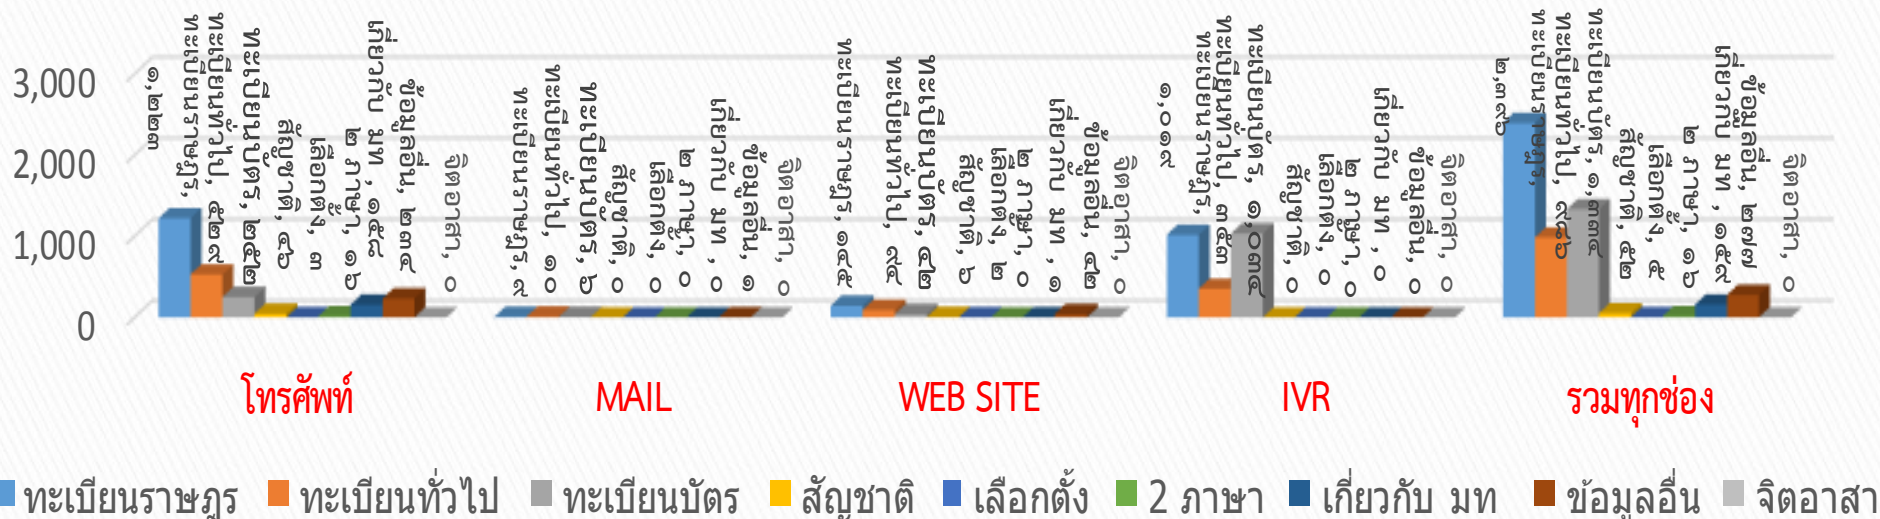 3,000
2,000
1,000
0
ทะเบียนราษฎร, ๑,๒๒๓
ทะเบียนทั่วไป, ๕๒๙
ทะเบียนบัตร, ๒๕๒
สัญชาติ, ๔๖
เลือกตั้ง, ๓
๒ ภาษา, ๑๖
เกี่ยวกับ มท , ๑๕๘
ข้อมูลอื่น, ๒๓๔
จิตอาสา, ๐
ทะเบียนราษฎร, ๙
ทะเบียนทั่วไป, ๑๐
ทะเบียนบัตร, ๖
สัญชาติ, ๐
เลือกตั้ง, ๐
๒ ภาษา, ๐
เกี่ยวกับ มท , ๐
ข้อมูลอื่น, ๑
จิตอาสา, ๐
ทะเบียนราษฎร, ๑๔๕
ทะเบียนทั่วไป, ๙๔
ทะเบียนบัตร, ๔๒
สัญชาติ, ๖
เลือกตั้ง, ๒
๒ ภาษา, ๐
เกี่ยวกับ มท , ๑
ข้อมูลอื่น, ๔๒
จิตอาสา, ๐
ทะเบียนราษฎร, ๑,๐๑๙
ทะเบียนทั่วไป, ๓๕๓
ทะเบียนบัตร, ๑,๐๓๔
สัญชาติ, ๐
เลือกตั้ง, ๐
๒ ภาษา, ๐
เกี่ยวกับ มท , ๐
ข้อมูลอื่น, ๐
จิตอาสา, ๐
ทะเบียนราษฎร, ๒,๓๙๖
ทะเบียนทั่วไป, ๙๘๖
ทะเบียนบัตร, ๑,๓๓๔
สัญชาติ, ๕๒
เลือกตั้ง, ๕
๒ ภาษา, ๑๖
เกี่ยวกับ มท , ๑๕๙
ข้อมูลอื่น, ๒๗๗
จิตอาสา, ๐
โทรศัพท์ MAIL WEB SITE IVR รวมทุกช่อง
ทะเบียนราษฎร ทะเบียนทั่วไป ทะเบียนบัตร สัญชาติ เลือกตั้ง 2 ภาษา เกี่ยวกับ มท ข้อมูลอื่น จิตอาสา